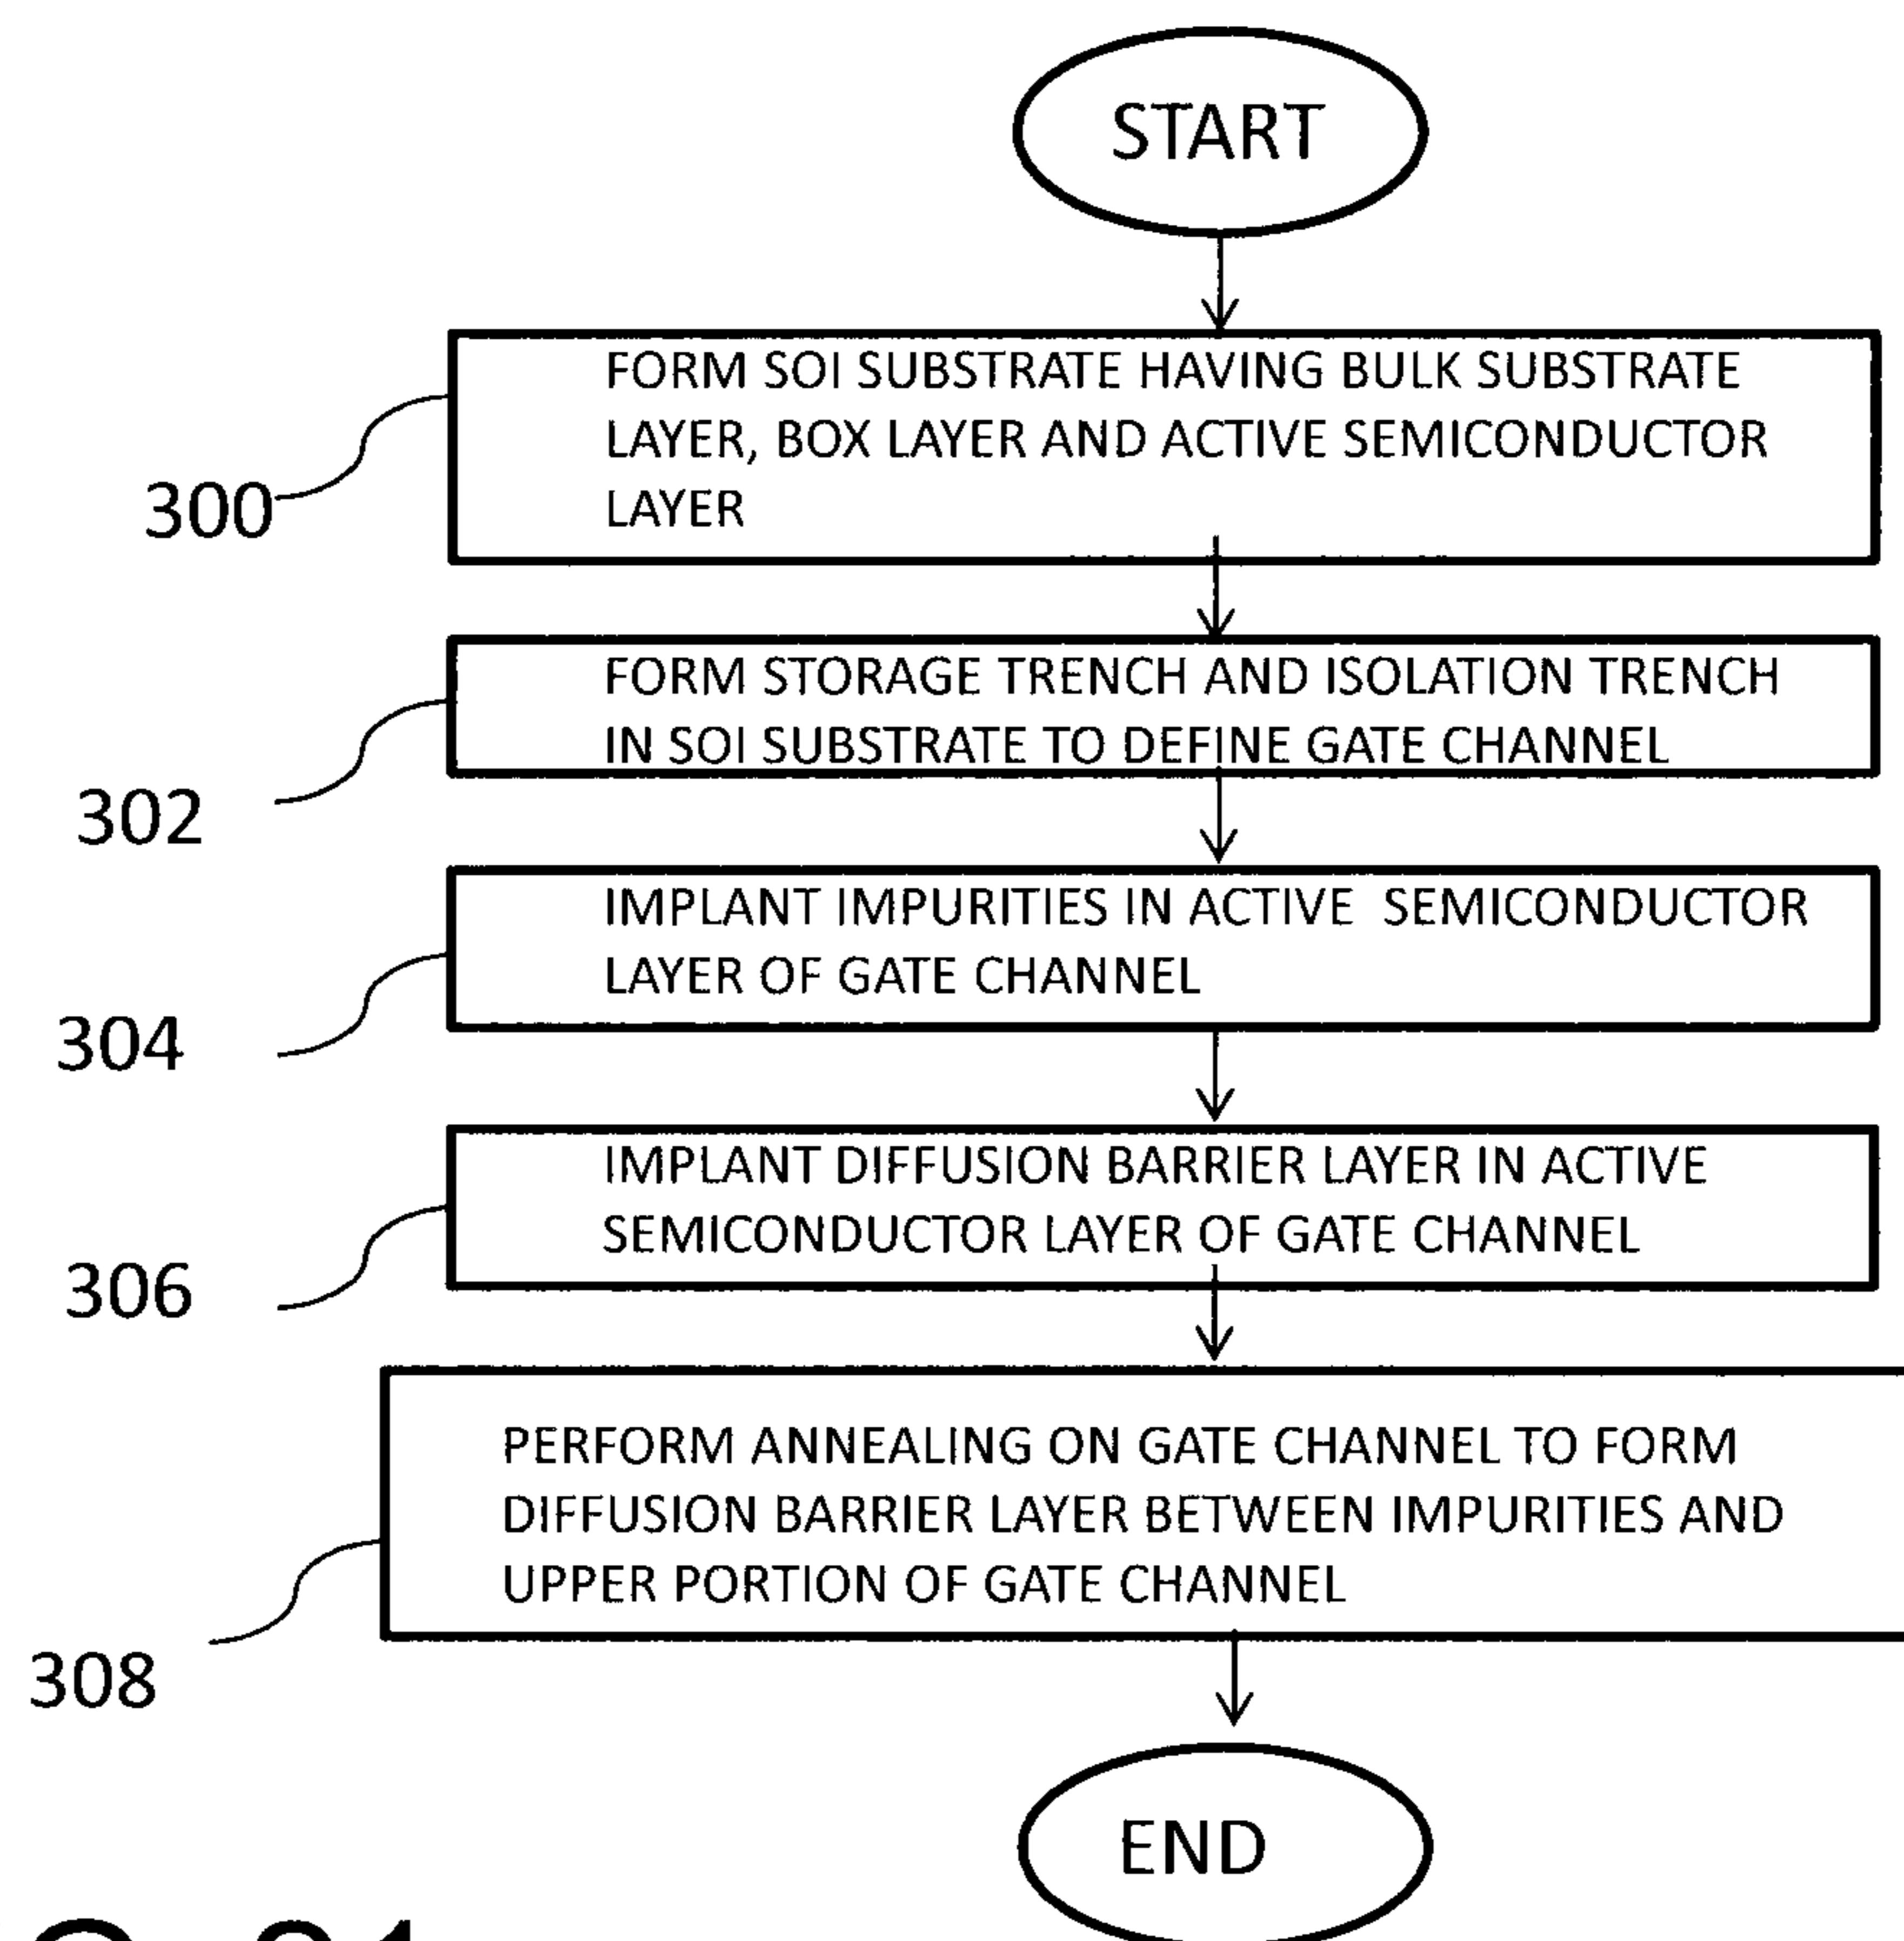 START
FORM SOI SUBSTRATE HAVING BULK SUBSTRATE
LAYER, BOX LAYER AND ACTIVE SEMICONDUCTOR
LAYER
300
FORM STORAGE TRENCH AND ISOLATION TRENCH
IN SOI SUBSTRATE TO DEFINE GATE CHANNEL
302
IMPLANT IMPURITIES IN ACTIVE SEMICONDUCTOR
LAYER OF GATE CHANNEL
304
IMPLANT DIFFUSION BARRIER LAYER IN ACTIVE
SEMICONDUCTOR LAYER OF GATE CHANNEL
306
PERFORM ANNEALING ON GATE CHANNEL TO FORM
DIFFUSION BARRIER LAYER BETWEEN IMPURITIES AND
UPPER PORTION OF GATE CHANNEL
308
END